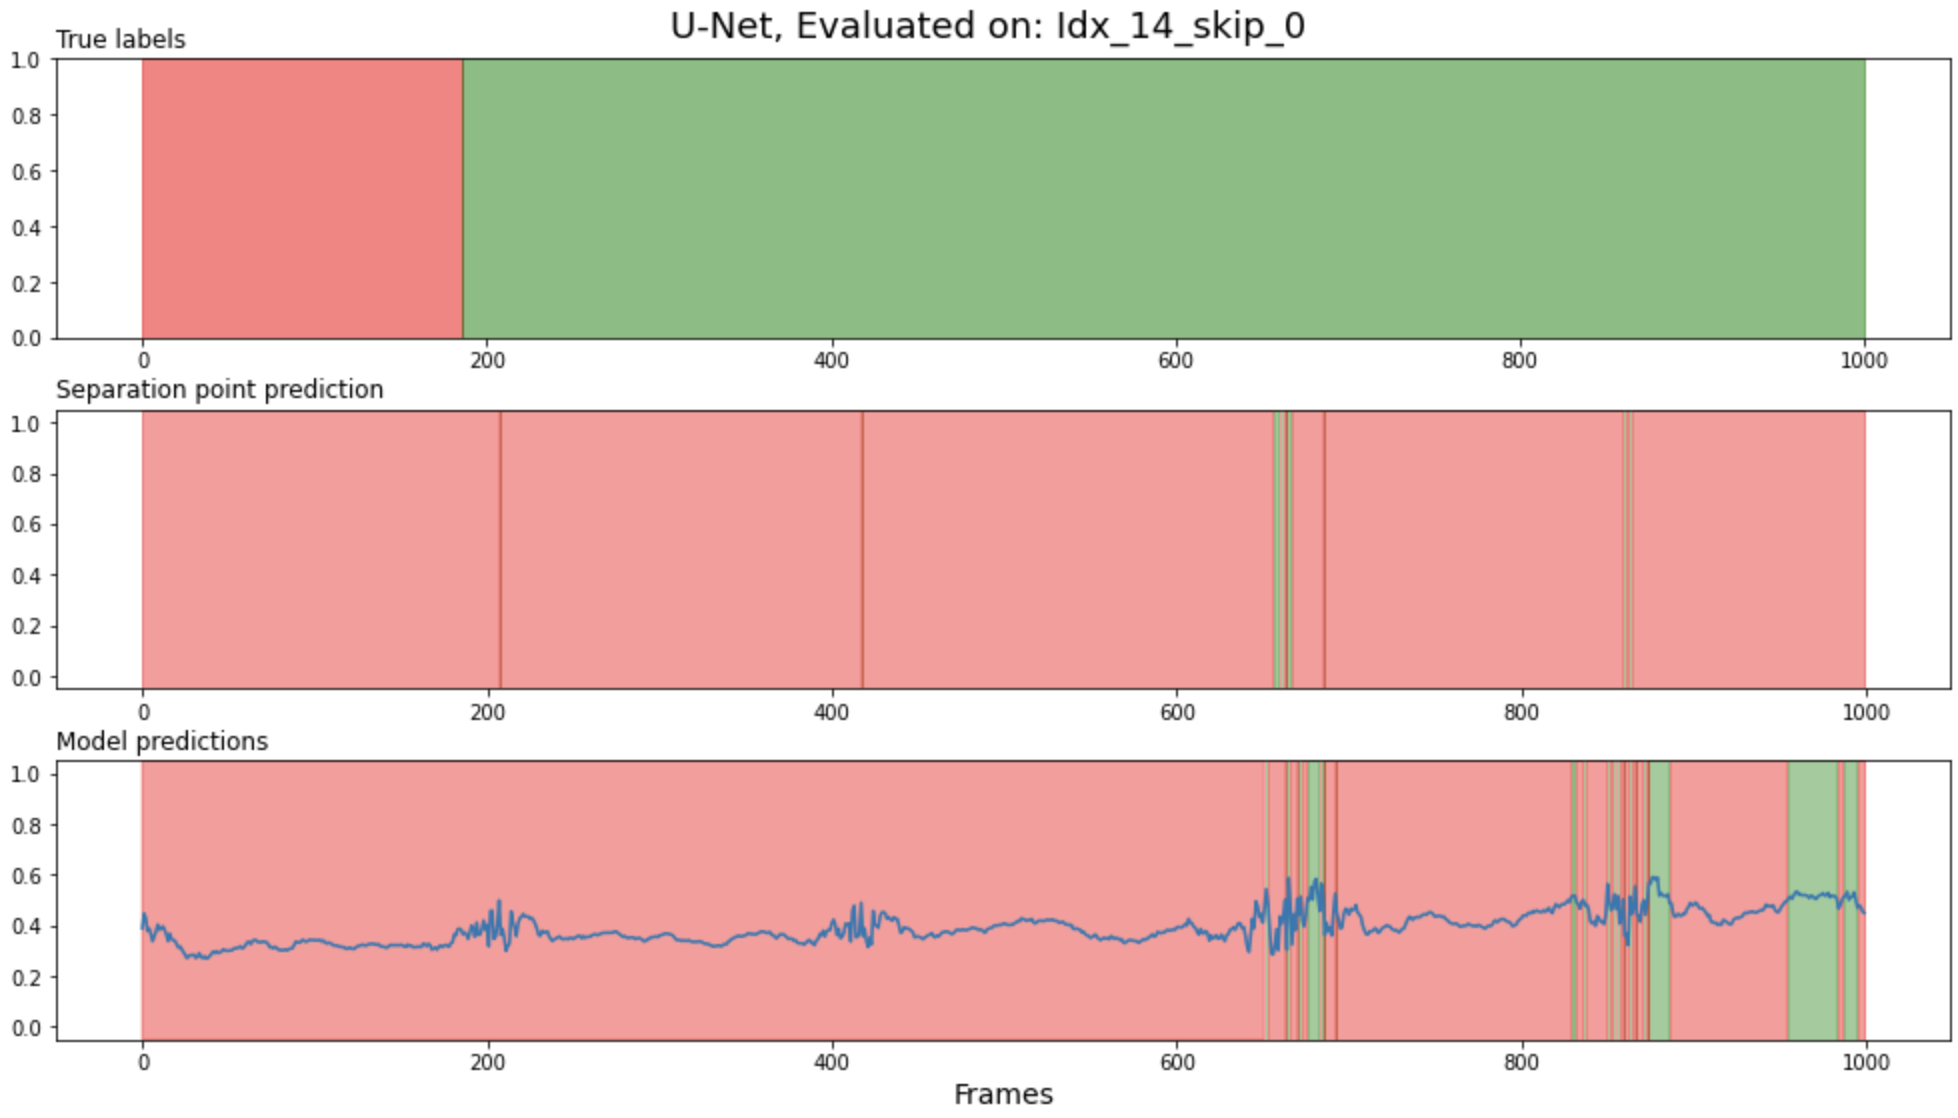 U-Net, Evaluated on: Idx_14_skip_0
True labels
1.0
0.8
0.6
0.4
0.2
0.0
0 200 400 600 800 1000
Separation point prediction
1.0
0.8
0.6
0.4
0.2
0.0
0 200 400 600 800 1000
Model predictions
1.0
0.8
0.6
0.4
0.2
0.0
0 200 400 600 800 1000
Frames